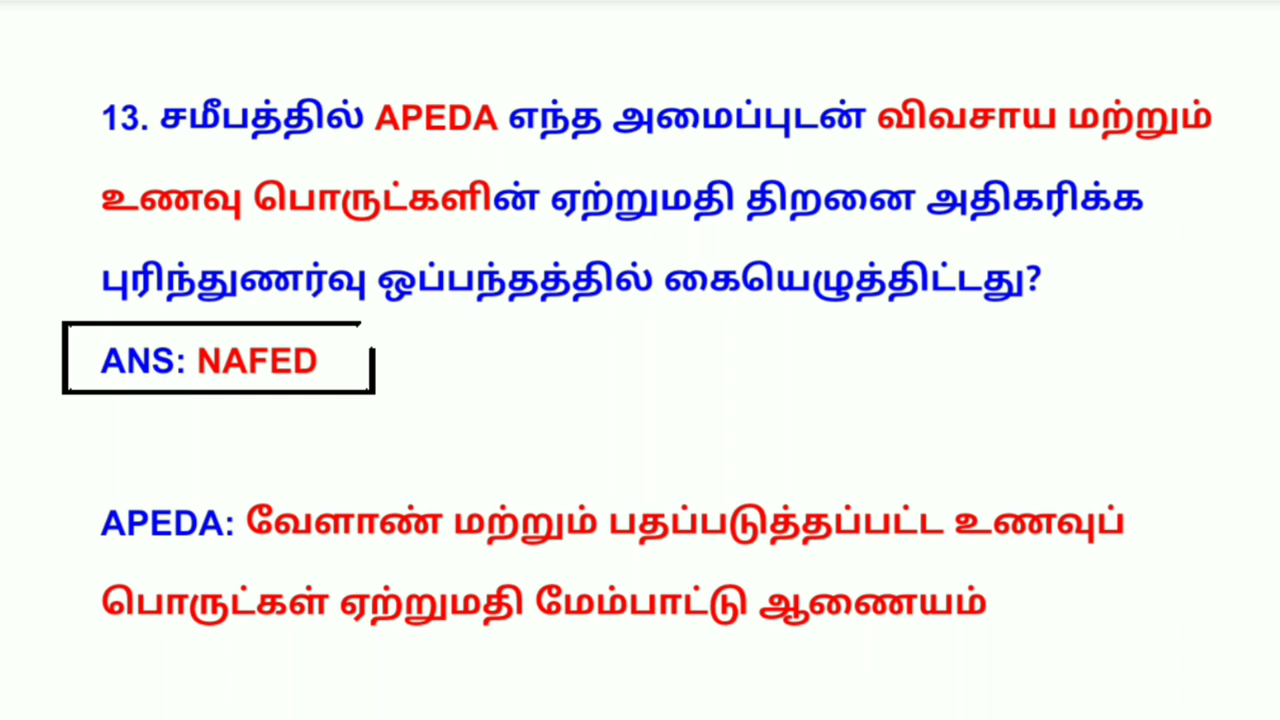 13. சமீபத்தில் APEDA எந்த அமைப்புடன் விவசாய மற்றும்
உணவு பொருட்களின் ஏற்றுமதி திறனை அதிகரிக்க
புரிந்துணர்வு ஒப்பந்தத்தில் கையெழுத்திட்டது?
ANS: NAFED
APEDA: வேளாண் மற்றும் பதப்படுத்தப்பட்ட உணவுப்
பொருட்கள் ஏற்றுமதி மேம்பாட்டு ஆணையம்